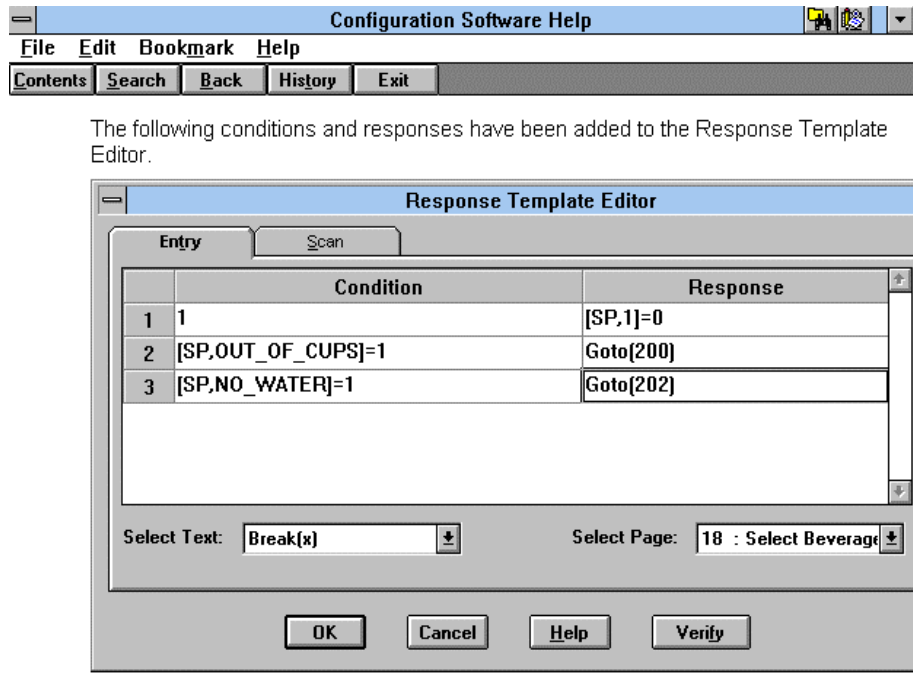 Configuration Software Help
File Edit Bookmark Help
Contents Search Back History Exit
The following conditions and responses have been added to the Response Template
Editor.
Response Template Editor
Entry Scan
Condition Response
1 1 [SP,1]=0
2 [SP,OUT_OF_CUPS]=1 Goto(200)
3 [SP,NO_WATER]=1 Goto(202)
Select Text: Break(x) Select Page: 18 : Select Beverage
OK Cancel Help Verify